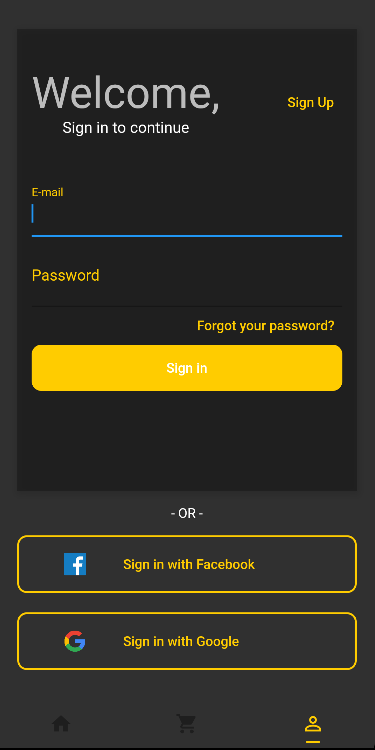 Welcome,
Sign Up
Sign in to continue
E-mail
Password
Forgot your password?
Sign in
- OR -
Sign in with Facebook
Sign in with Google